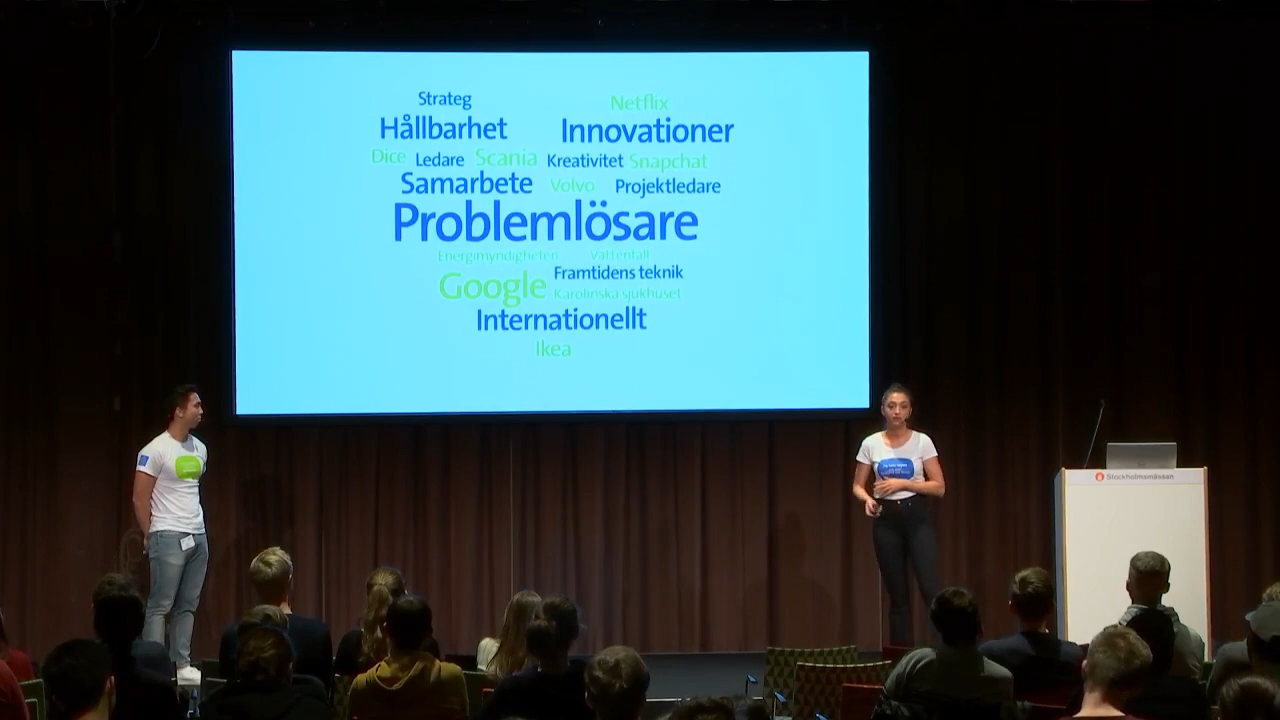 Strateg Netflix
Hållbarhet Innovationer
Dice Ledare Scania Kreativitet Snapchat
Samarbete Volvo Projektledare
Problemlösare
Energimyndigheten Vattenfall
Google Framtidens teknik
Karolinska sjukhuset
Internationellt
Ikea
Stockholmsmässan